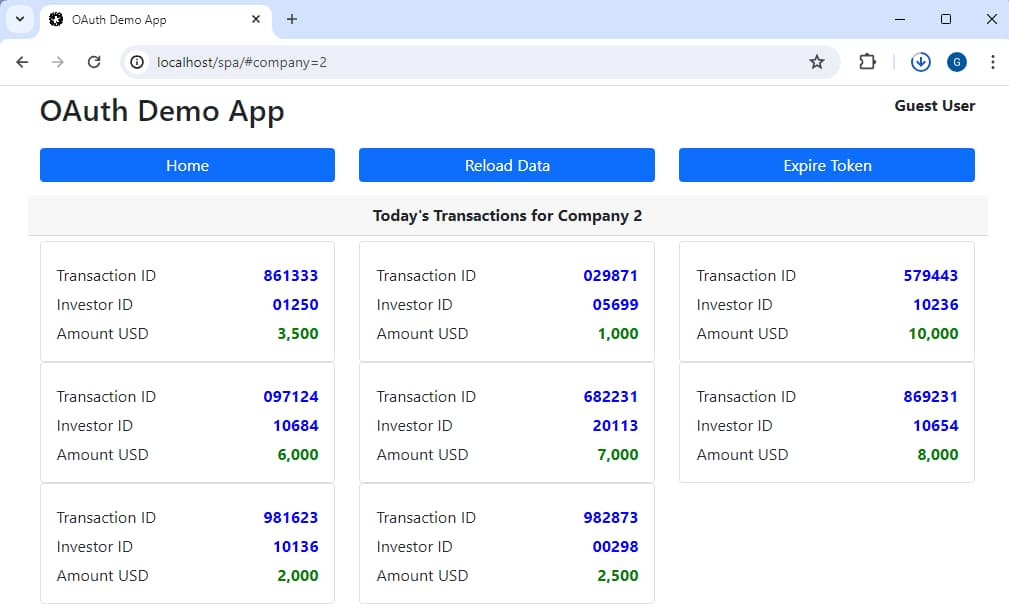 OAuth Demo App
localhost/spa/#company=2
G
OAuth Demo App
Guest User
Home
Reload Data
Expire Token
Today's Transactions for Company 2
Transaction ID 861333
Investor ID 01250
Amount USD 3,500
Transaction ID 029871
Investor ID 05699
Amount USD 1,000
Transaction ID 579443
Investor ID 10236
Amount USD 10,000
Transaction ID 097124
Investor ID 10684
Amount USD 6,000
Transaction ID 682231
Investor ID 20113
Amount USD 7,000
Transaction ID 869231
Investor ID 10654
Amount USD 8,000
Transaction ID 981623
Investor ID 10136
Amount USD 2,000
Transaction ID 982873
Investor ID 00298
Amount USD 2,500